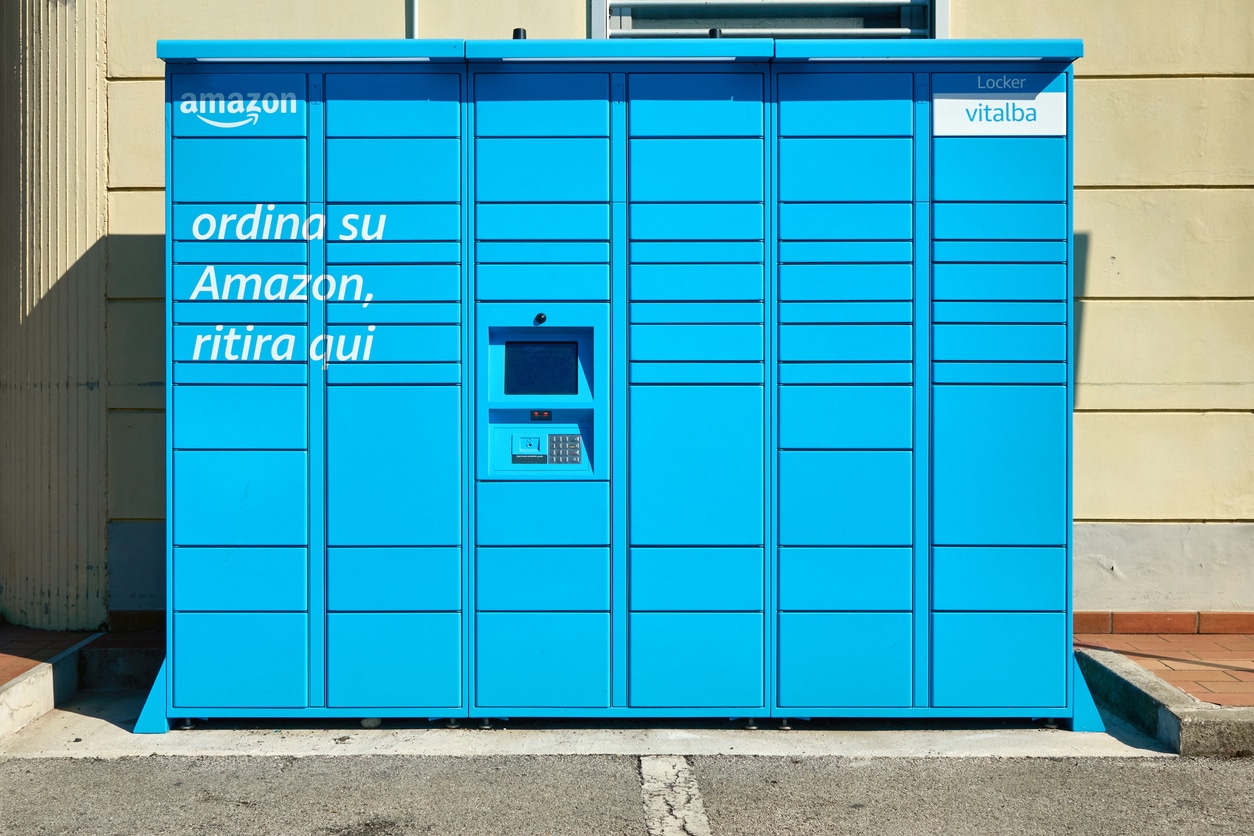 amazon
Locker
vitalba
ordina su
Amazon,
ritira qui